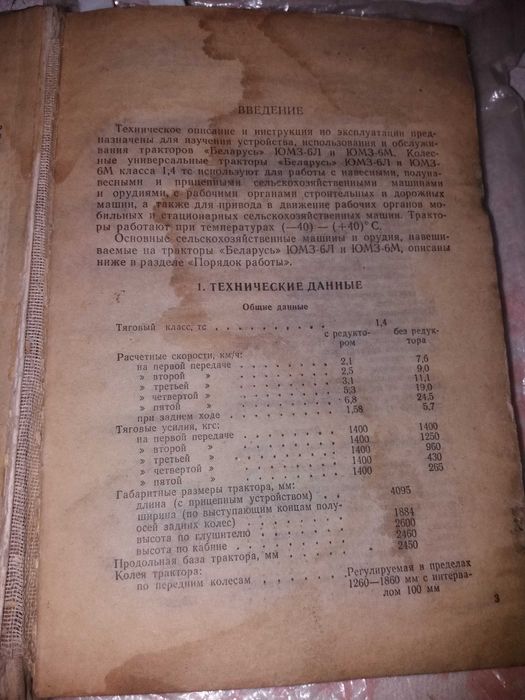 ВВЕДЕНИЕ
Техническое описание и инструкция по эксплуатации пред-
назначены для изучения устройства, использования и обслужи-
вания тракторов «Беларусь» ЮМЗ-6Л и ЮМЗ-6М. Колес-
ные универсальные тракторы «Беларусь» ЮМЗ-6Л и ЮМЗ-
6М класса 1,4 тс используют для работы с навесными, полуна-
весными и прицепными сельскохозяйственными машинами
и орудиями, с рабочими органами строительных и дорожных
машин, а также для привода в движение рабочих органов мо-
бильных и стационарных сельскохозяйственных машин. Тракто-
ры работают при температурах (—40) — (+40)° С.
Основные сельскохозяйственные машины и орудия, навеши-
ваемые на тракторы «Беларусь» ЮМЗ-6Л и ЮМЗ-6М, описаны
ниже в разделе «Порядок работы».
1. ТЕХНИЧЕСКИЕ ДАННЫЕ
Общие данные
Тяговый класс, тс . . . . . . . . . . 1,4
с редукто-
ром
без редук-
тора
Расчетные скорости, км/ч:
на первой передаче . . . . . . 2,1 7,6
» второй » . . . . . . 2,5 9,0
» третьей » . . . . . . 3,1 11,1
» четвертой » . . . . . . 5,3 19,0
» пятой » . . . . . . 6,8 24,5
при заднем ходе . . . . . . 1,58 5,7
Тяговые усилия, кгс:
на первой передаче . . . . . . 1400 1400
» второй » . . . . . . 1400 1250
» третьей » . . . . . . 1400 960
» четвертой » . . . . . . 1400 430
» пятой » . . . . . . 1400 265
Габаритные размеры трактора, мм:
длина (с прицепным устройством) . . 4095
ширина (по выступающим концам полу-
осей задних колес) . . . . . . 1884
высота по глушителю . . . . . . 2600
высота по кабине . . . . . . 2460
Продольная база трактора, мм . . . . 2450
Колея трактора:
по передним колесам . . . . . . Регулируемая в пределах
1260—1860 мм с интерва-
лом 100 мм
3